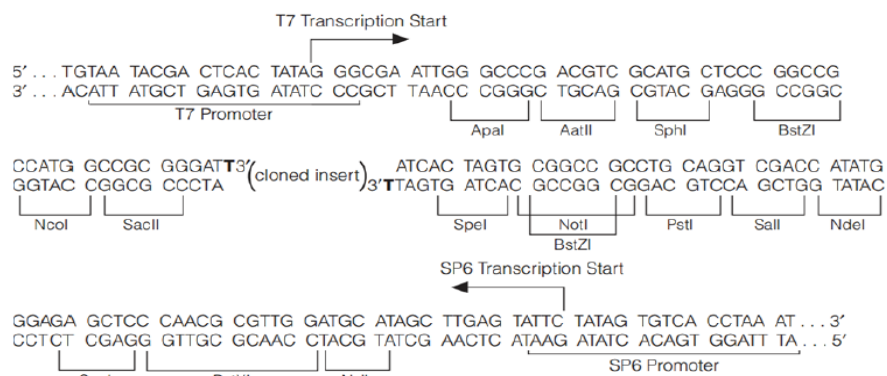 T7 Transcription Start
5′ . . . TGTAA TACGA CTCAC TATAG GGCGA ATTGG GCCCG ACGTC GCATG CTCCC GGCCG
3′ . . . ACATT ATGCT GAGTG ATATC CCGCT TAACC CGGGC TGCAG CGTAC GAGGG CCGGC
T7 Promoter
ApaI AatII SphI BstZI
CCATG GCCGC GGGATT3′ (cloned insert) ATCAC TAGTG CGGCC GCCTG CAGGT CGACC ATATG
GGTAC CGGCG CCCTA 3′TTAGTG ATCAC GCCGG CGGAC GTCCA GCTGG TATAC
NcoI SacII SpeI NotI PstI SalI NdeI
BstZI
SP6 Transcription Start
GGAGA GCTCC CAACG CGTTG GATGC ATAGC TTGAG TATTC TATAG TGTCA CCTAA AT . . . 3′
CCTCT CGAGG GTTGC GCAAC CTACG TATCG AACTC ATAAG ATATC ACAGT GGATT TA . . . 5′
SP6 Promoter